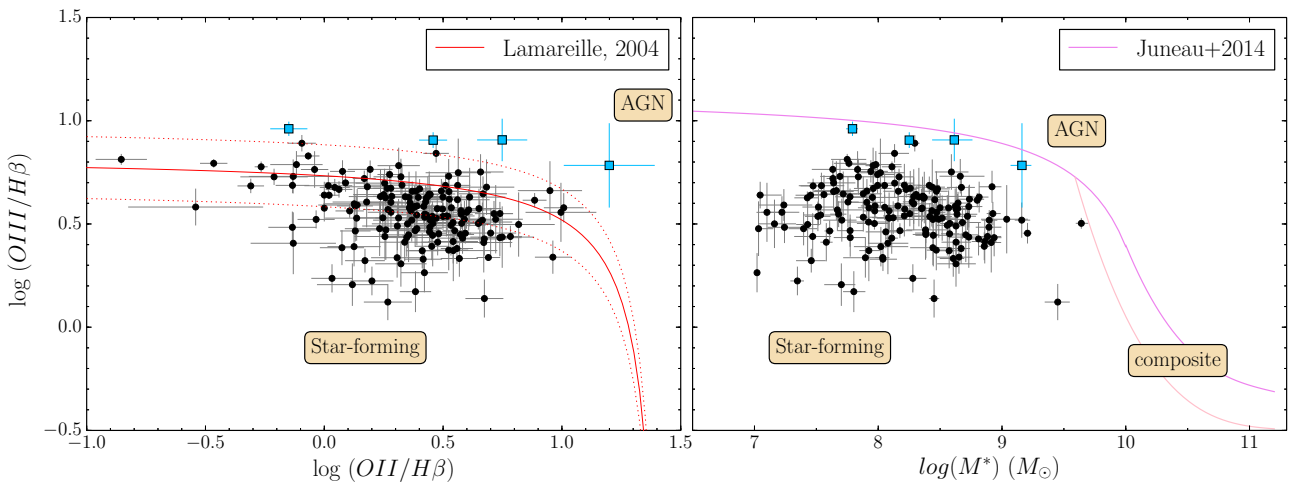 1.5
1.0
0.5
0.0
−0.5
log (OIII/Hβ)
−1.0 −0.5 0.0 0.5 1.0 1.5
log (OII/Hβ)
Lamareille, 2004
AGN
Star-forming
Juneau+2014
AGN
Star-forming
composite
7 8 9 10 11
log(M*) (M⊙)